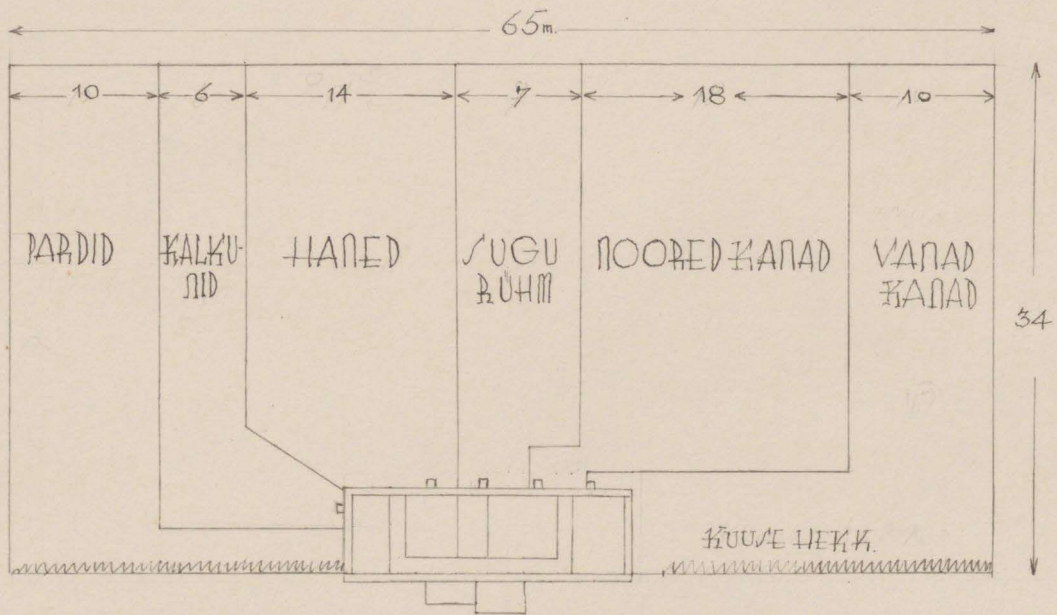 65m.
10 6 14 7 18 10
PARDID
KALKU-
NID
HANED
SUGU
RÜHM
NOORED KANAD
VANAD
KANAD
34
KUUSE HEKK.